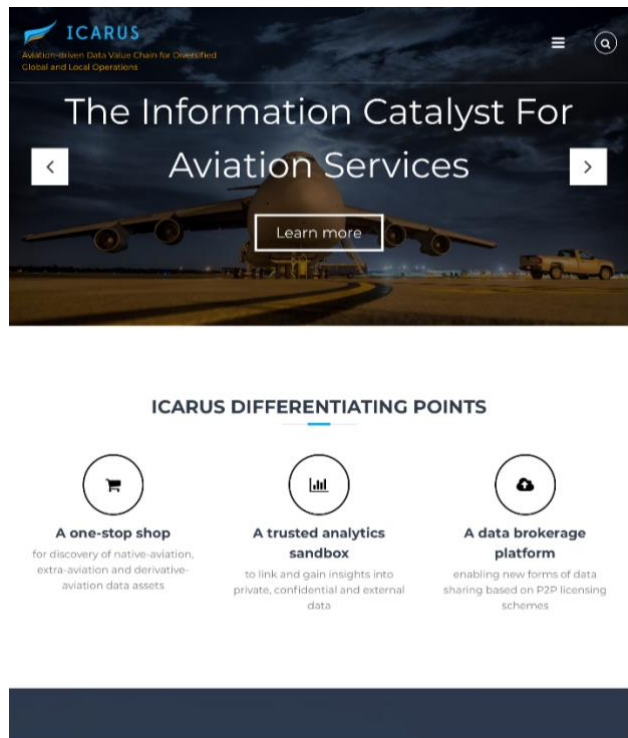 ICARUS
Aviation-driven Data Value Chain for Diversified
Global and Local Operations
The Information Catalyst For
Aviation Services
Learn more
ICARUS DIFFERENTIATING POINTS
A one-stop shop
for discovery of native-aviation,
extra-aviation and derivative-
aviation data assets
A trusted analytics
sandbox
to link and gain insights into
private, confidential and external
data
A data brokerage
platform
enabling new forms of data
sharing based on P2P licensing
schemes